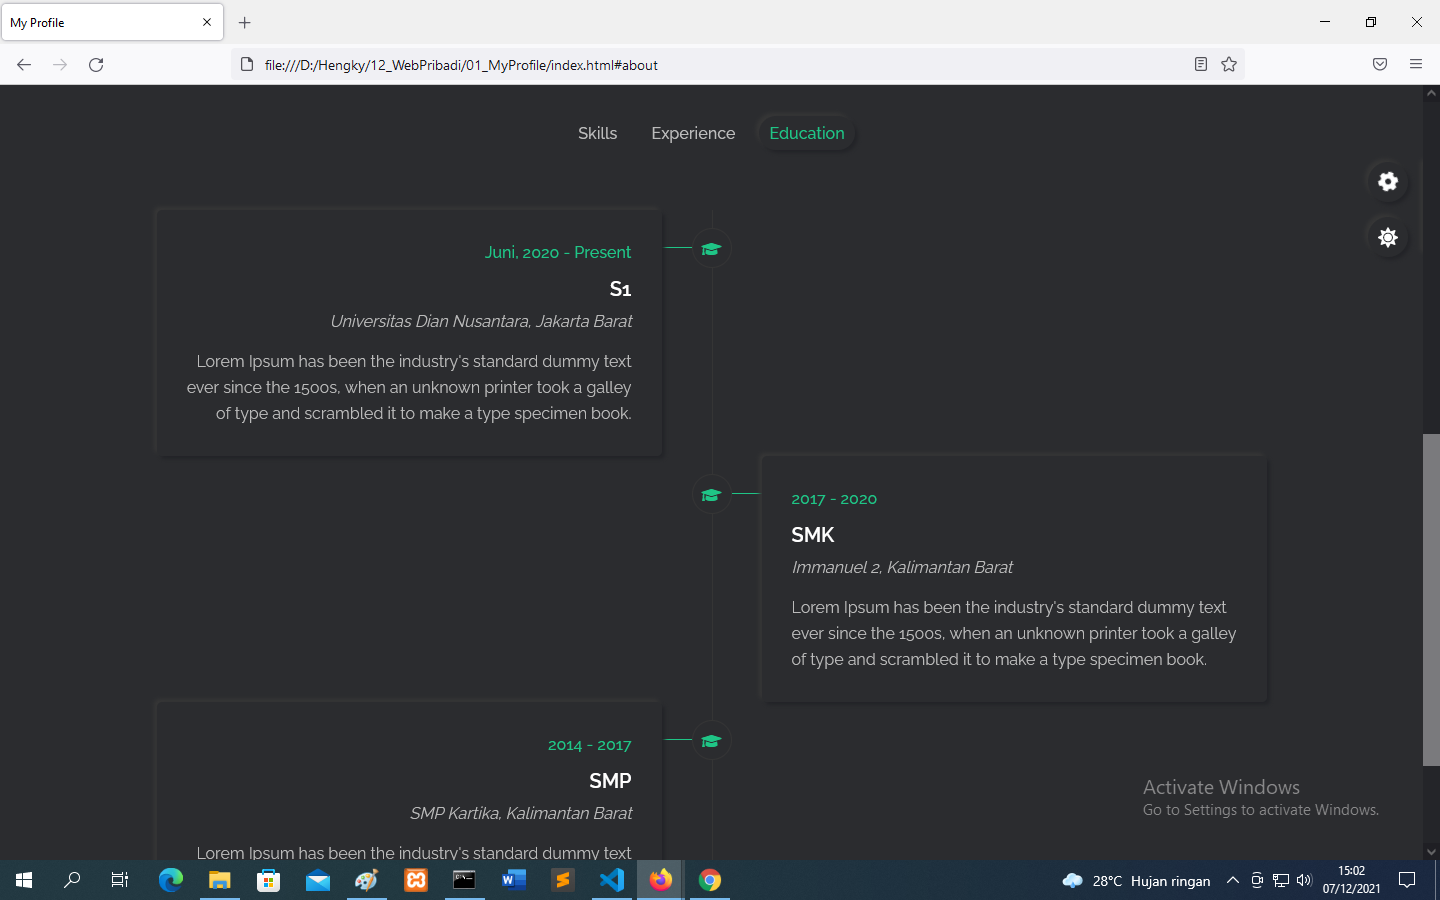 My Profile
file:///D:/Hengky/12_WebPribadi/01_MyProfile/index.html#about
Skills
Experience
Education
Juni, 2020 - Present
S1
Universitas Dian Nusantara, Jakarta Barat
Lorem Ipsum has been the industry's standard dummy text
ever since the 1500s, when an unknown printer took a galley
of type and scrambled it to make a type specimen book.
2017 - 2020
SMK
Immanuel 2, Kalimantan Barat
Lorem Ipsum has been the industry's standard dummy text
ever since the 1500s, when an unknown printer took a galley
of type and scrambled it to make a type specimen book.
2014 - 2017
SMP
SMP Kartika, Kalimantan Barat
Lorem Ipsum has been the industry's standard dummy text
Activate Windows
Go to Settings to activate Windows.
28°C Hujan ringan
15:02
07/12/2021